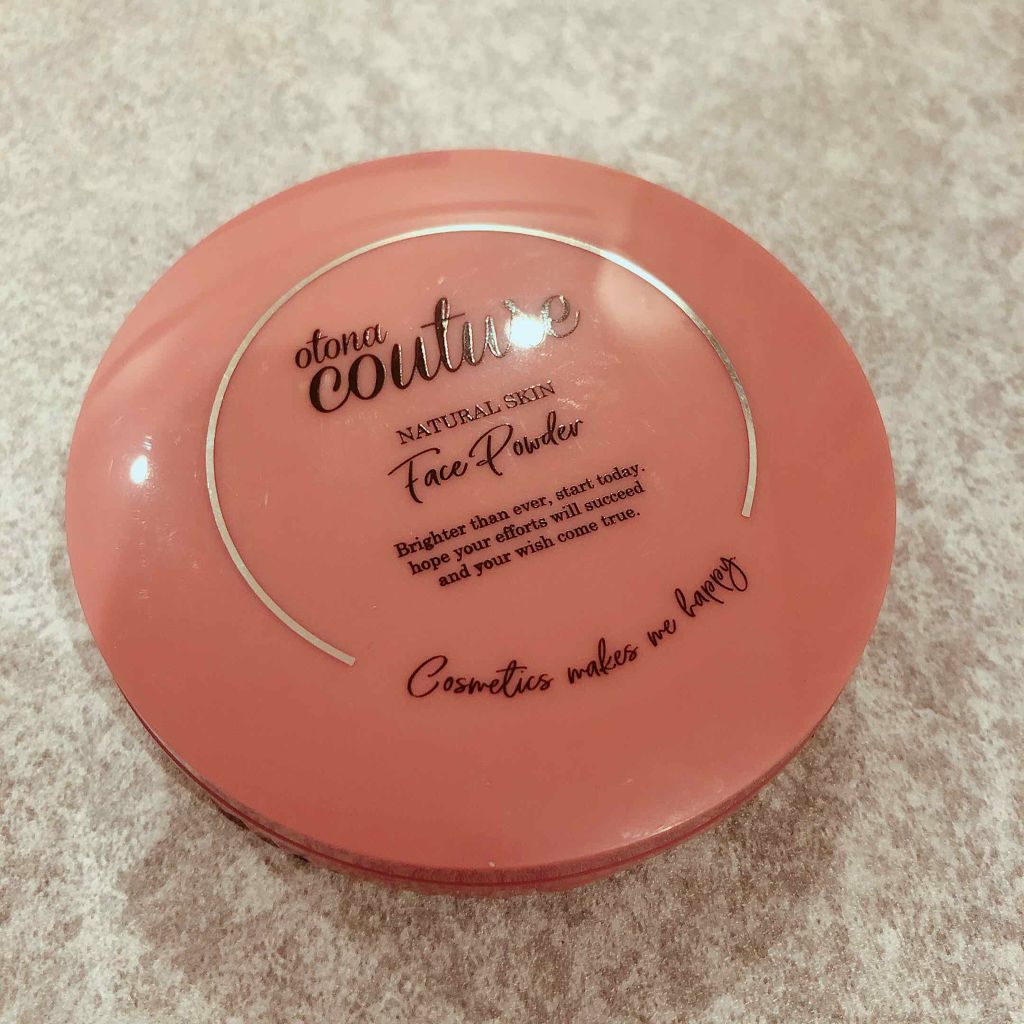 otona
couture
NATURAL SKIN
Face Powder
Brighter than ever, start today.
hope your efforts will succeed
and your wish come true.
Cosmetics makes me happy